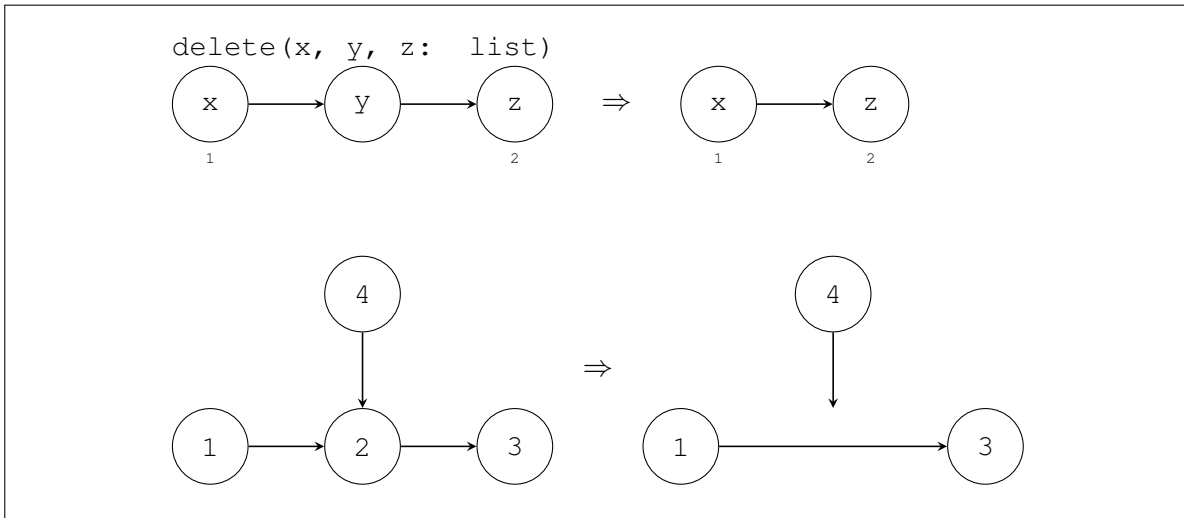 delete(x, y, z: list)
x y z ⇒ x z
1 2 1 2
4 4
⇒
1 2 3 1 3